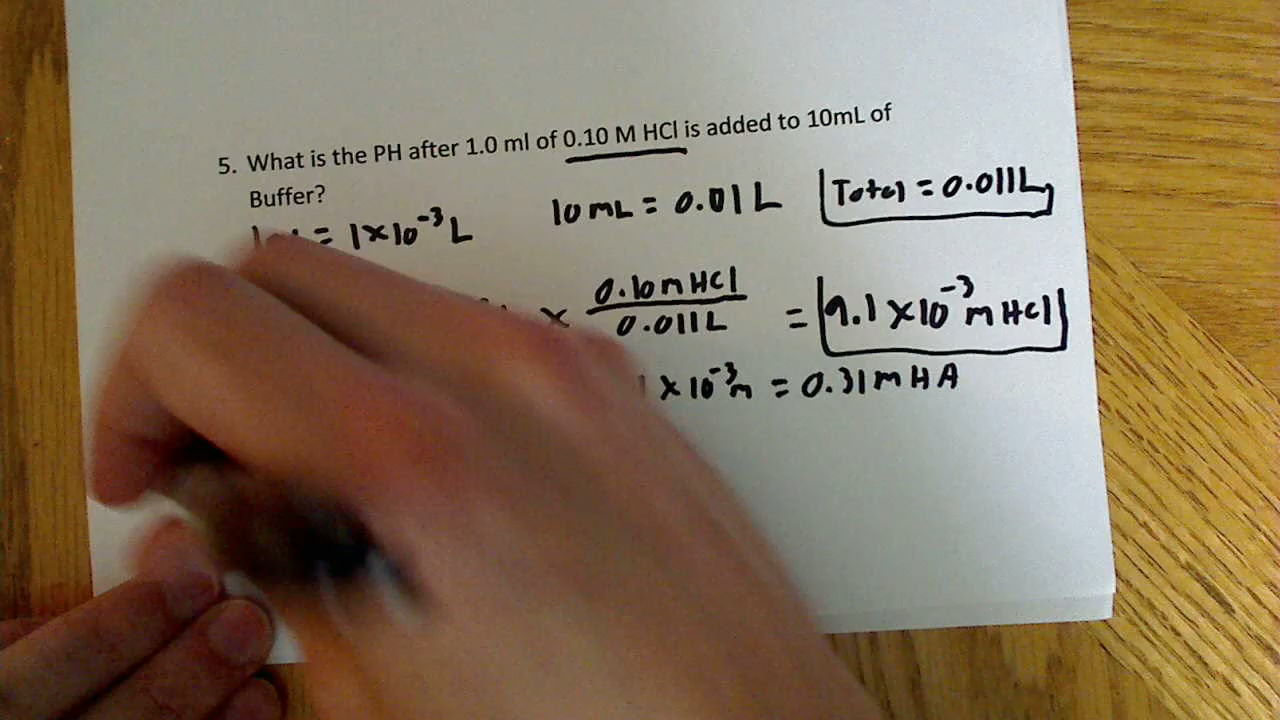 5. What is the PH after 1.0 ml of 0.10 M HCl is added to 10mL of
Buffer?
= 1×10⁻³ L 10 mL = 0.01 L Total = 0.011L
× 0.10 m HCl / 0.011 L = 9.1 × 10⁻³ m HCl
× 10⁻³ m = 0.31 m HA